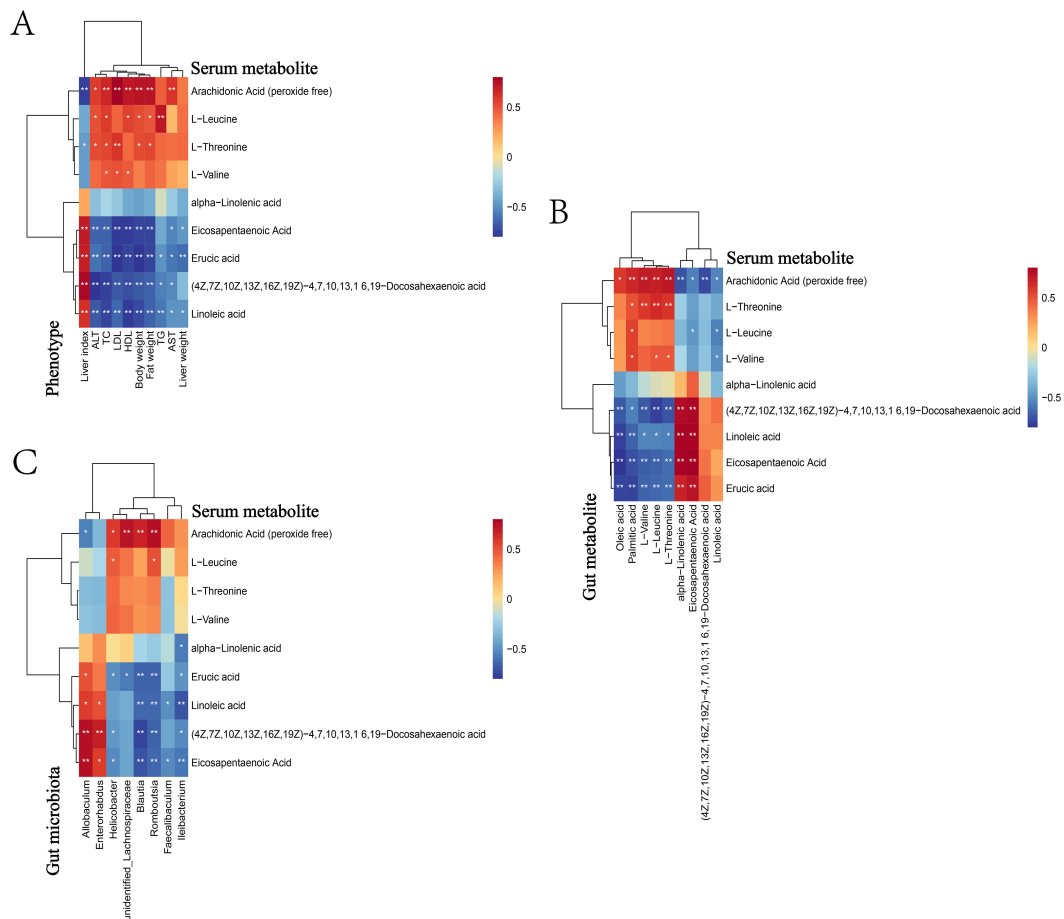 A
Serum metabolite
Arachidonic Acid (peroxide free)
L−Leucine
L−Threonine
L−Valine
alpha−Linolenic acid
Eicosapentaenoic Acid
Erucic acid
(4Z,7Z,10Z,13Z,16Z,19Z)−4,7,10,13,1 6,19−Docosahexaenoic acid
Linoleic acid
0.5
0
−0.5
Phenotype
Liver index
ALT
TC
LDL
HDL
Body weight
Fat weight
TG
AST
Liver weight
B
Serum metabolite
Arachidonic Acid (peroxide free)
L−Threonine
L−Leucine
L−Valine
alpha−Linolenic acid
(4Z,7Z,10Z,13Z,16Z,19Z)−4,7,10,13,1 6,19−Docosahexaenoic acid
Linoleic acid
Eicosapentaenoic Acid
Erucic acid
0.5
0
−0.5
Gut metabolite
Oleic acid
Palmitic acid
L−Valine
L−Leucine
L−Threonine
alpha−Linolenic acid
Eicosapentaenoic Acid
(4Z,7Z,10Z,13Z,16Z,19Z)−4,7,10,13,1 6,19−Docosahexaenoic acid
Linoleic acid
C
Serum metabolite
Arachidonic Acid (peroxide free)
L−Leucine
L−Threonine
L−Valine
alpha−Linolenic acid
Erucic acid
Linoleic acid
(4Z,7Z,10Z,13Z,16Z,19Z)−4,7,10,13,1 6,19−Docosahexaenoic acid
Eicosapentaenoic Acid
0.5
0
−0.5
Gut microbiota
Allobaculum
Enterorhabdus
Helicobacter
unidentified_Lachnospiraceae
Blautia
Romboutsia
Faecalibaculum
Ileibacterium